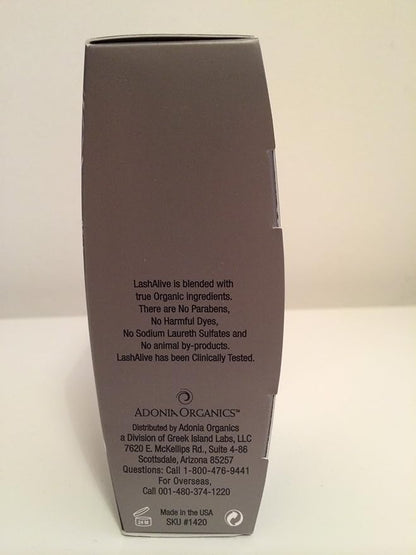 LashAlive is blended with
true Organic ingredients.
There are No Parabens,
No Harmful Dyes,
No Sodium Laureth Sulfates and
No animal by-products.
LashAlive has been Clinically Tested.
ADONIA ORGANICS™
Distributed by Adonia Organics
a Division of Greek Island Labs, LLC
7620 E. McKellips Rd., Suite 4-86
Scottsdale, Arizona 85257
Questions: Call 1-800-476-9441
For Overseas,
Call 001-480-374-1220
Made in the USA
24 M
SKU #1420